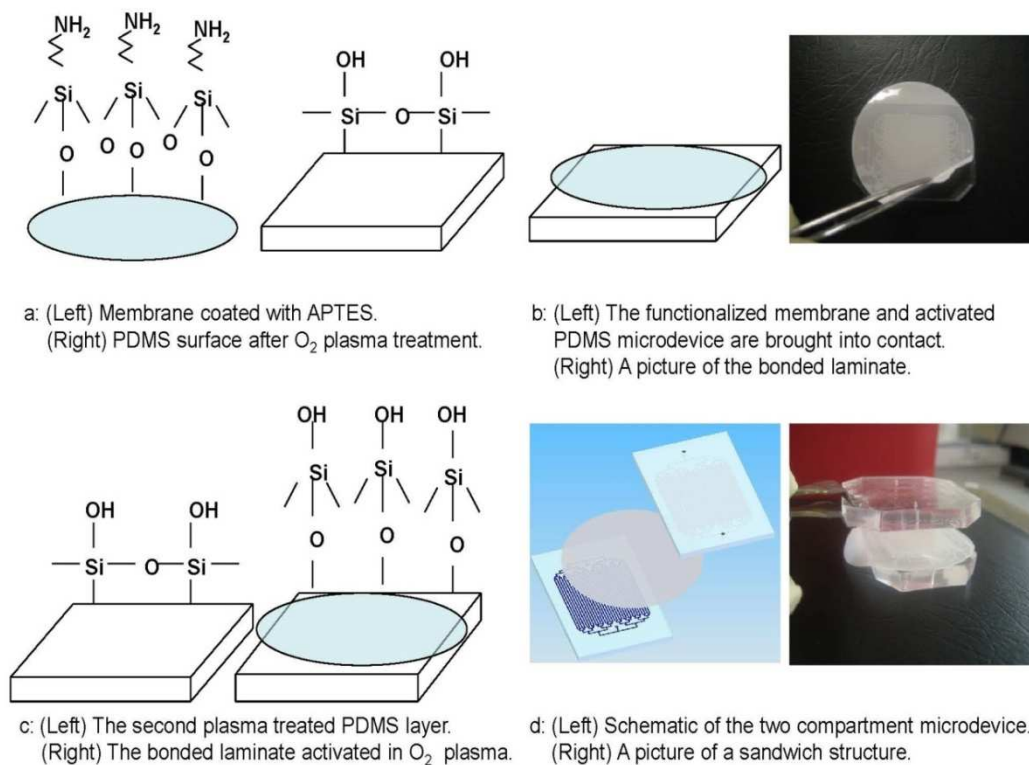 NH₂ NH₂ NH₂
Si Si Si
O O O O O
OH OH
Si O Si
a: (Left) Membrane coated with APTES.
(Right) PDMS surface after O₂ plasma treatment.
b: (Left) The functionalized membrane and activated
PDMS microdevice are brought into contact.
(Right) A picture of the bonded laminate.
OH OH
Si O Si
OH OH OH
Si Si Si
O O O
c: (Left) The second plasma treated PDMS layer.
(Right) The bonded laminate activated in O₂ plasma.
d: (Left) Schematic of the two compartment microdevice.
(Right) A picture of a sandwich structure.